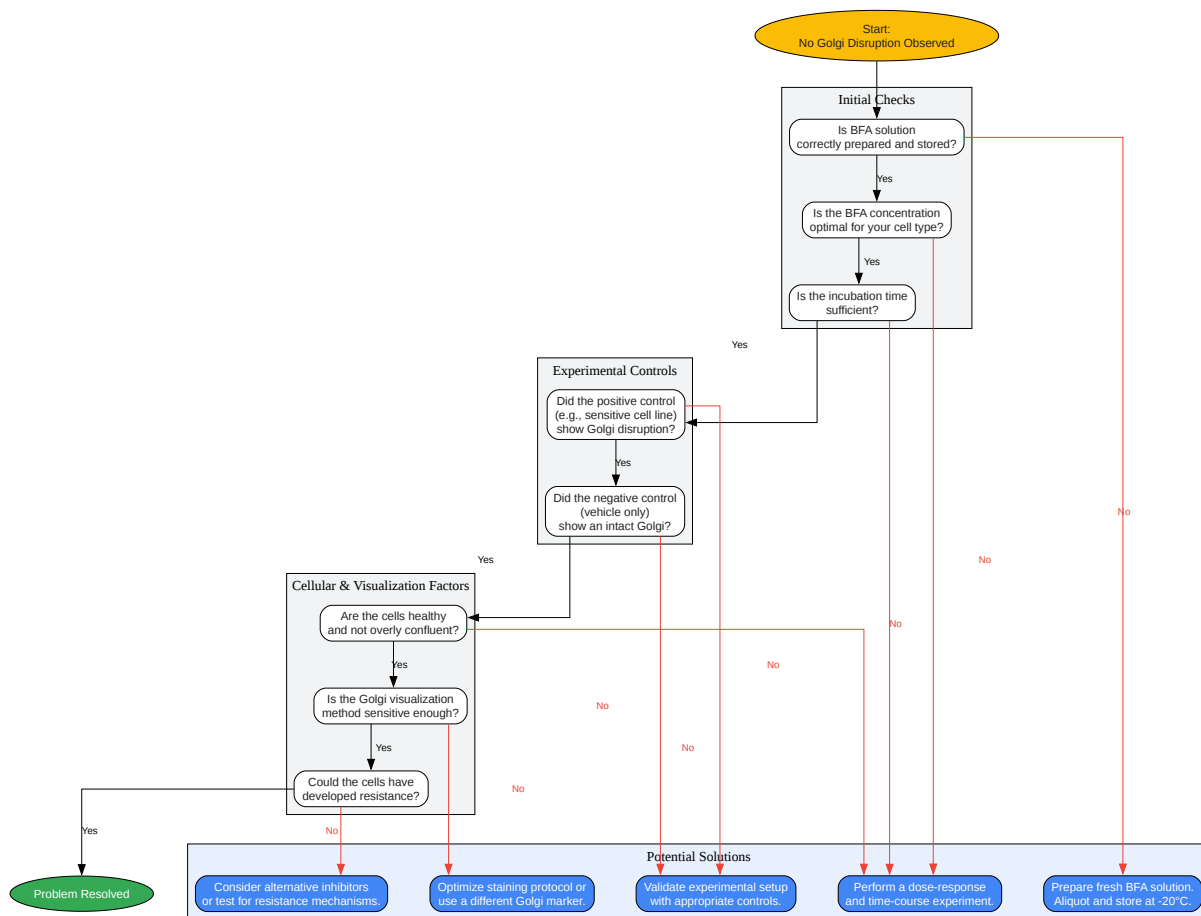 Start:
No Golgi Disruption Observed
Initial Checks
Is BFA solution
correctly prepared and stored?
Yes
Is the BFA concentration
optimal for your cell type?
Yes
Is the incubation time
sufficient?
Yes
Experimental Controls
Did the positive control
(e.g., sensitive cell line)
show Golgi disruption?
Yes
Did the negative control
(vehicle only)
show an intact Golgi?
No
Yes
No
Cellular & Visualization Factors
Are the cells healthy
and not overly confluent?
No
Yes
No
Is the Golgi visualization
method sensitive enough?
No
Yes
No
Could the cells have
developed resistance?
No
Yes
No
Potential Solutions
Problem Resolved
Consider alternative inhibitors
or test for resistance mechanisms.
Optimize staining protocol or
use a different Golgi marker.
Validate experimental setup
with appropriate controls.
Perform a dose-response
and time-course experiment.
Prepare fresh BFA solution.
Aliquot and store at -20°C.